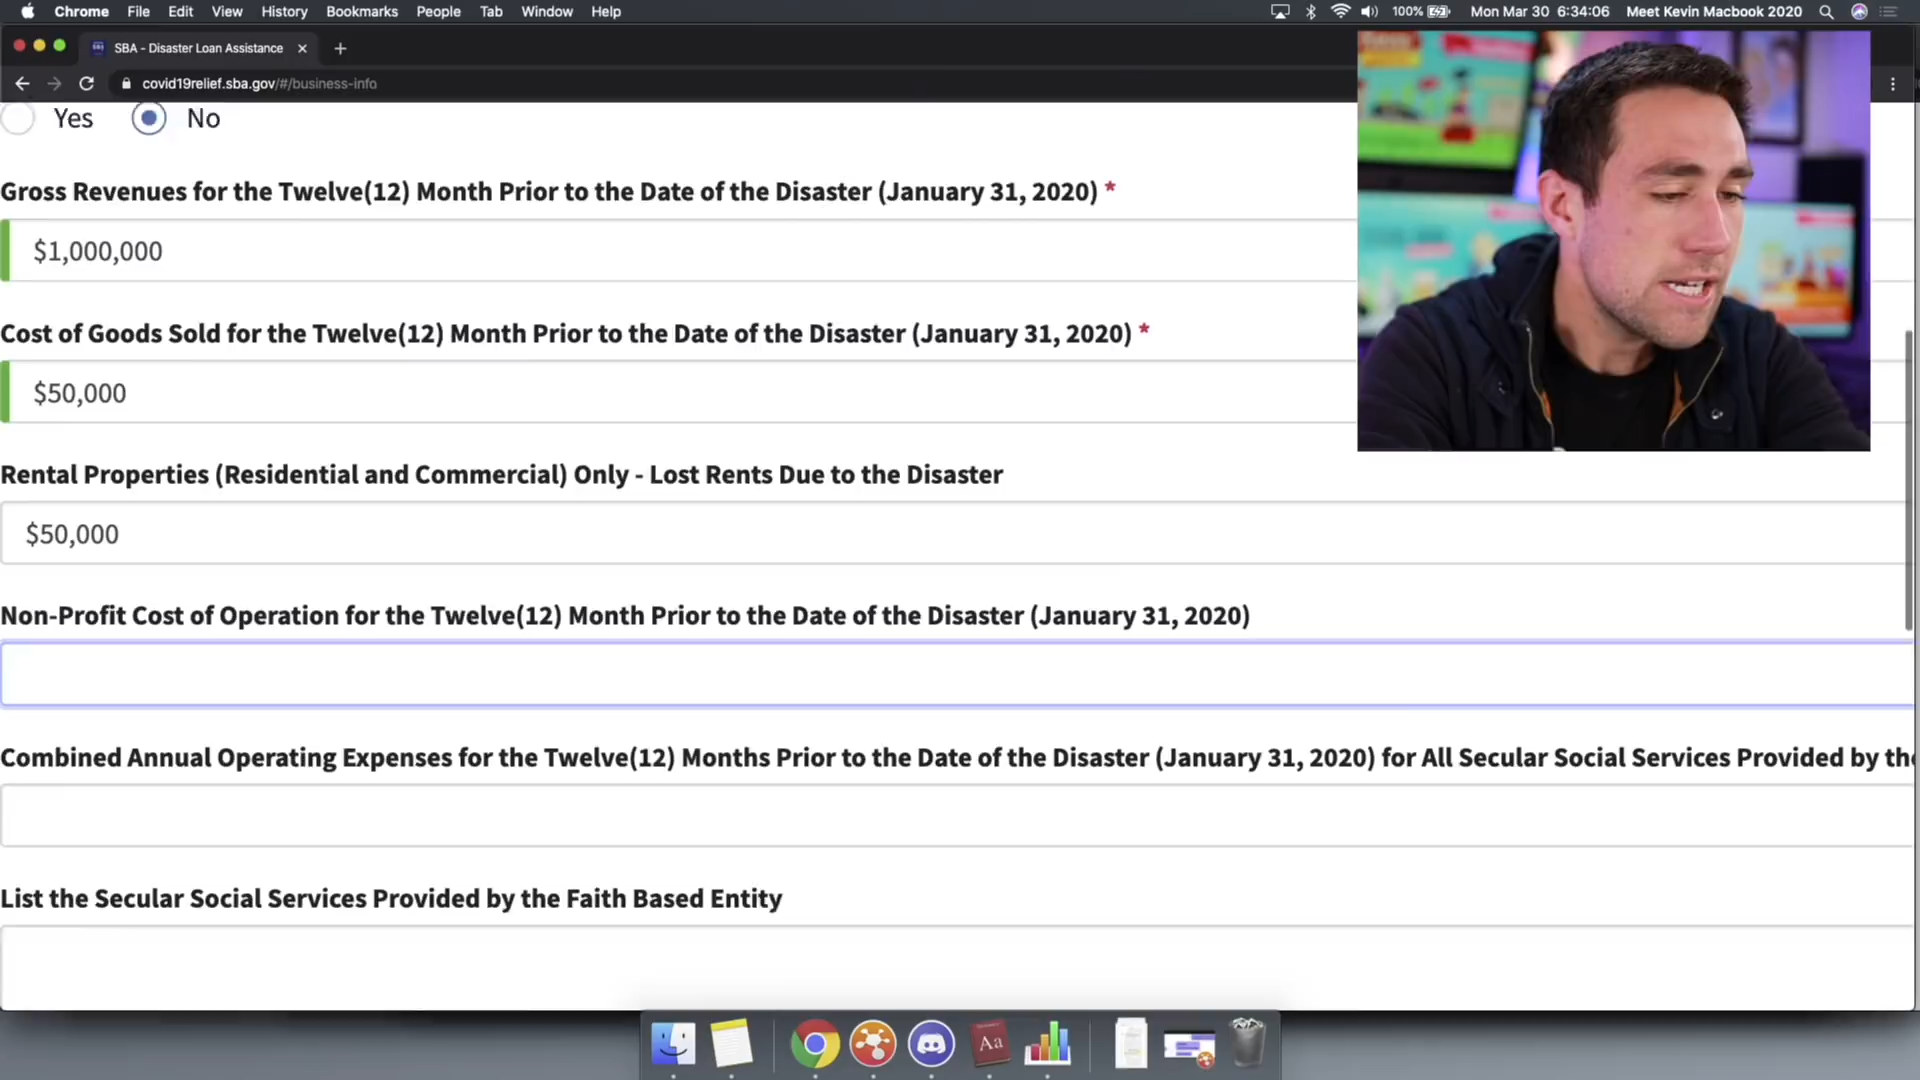 Chrome File Edit View History Bookmarks People Tab Window Help 100% Mon Mar 30 6:34:06 Meet Kevin Macbook 2020
SBA - Disaster Loan Assistance
covid19relief.sba.gov/#/business-info
Yes No
Gross Revenues for the Twelve(12) Month Prior to the Date of the Disaster (January 31, 2020) *
$1,000,000
Cost of Goods Sold for the Twelve(12) Month Prior to the Date of the Disaster (January 31, 2020) *
$50,000
Rental Properties (Residential and Commercial) Only - Lost Rents Due to the Disaster
$50,000
Non-Profit Cost of Operation for the Twelve(12) Month Prior to the Date of the Disaster (January 31, 2020)
Combined Annual Operating Expenses for the Twelve(12) Months Prior to the Date of the Disaster (January 31, 2020) for All Secular Social Services Provided by the
List the Secular Social Services Provided by the Faith Based Entity
Aa